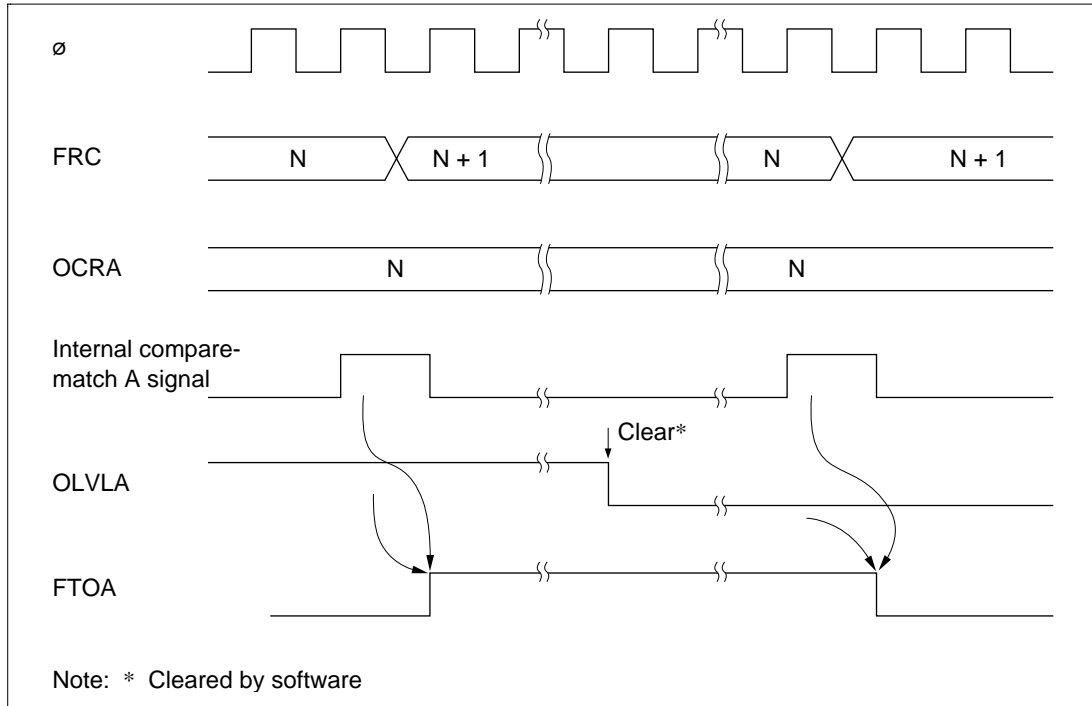 ø
FRC
N
N + 1
N
N + 1
OCRA
N
N
Internal compare-
match A signal
Clear*
OLVLA
FTOA
Note: * Cleared by software